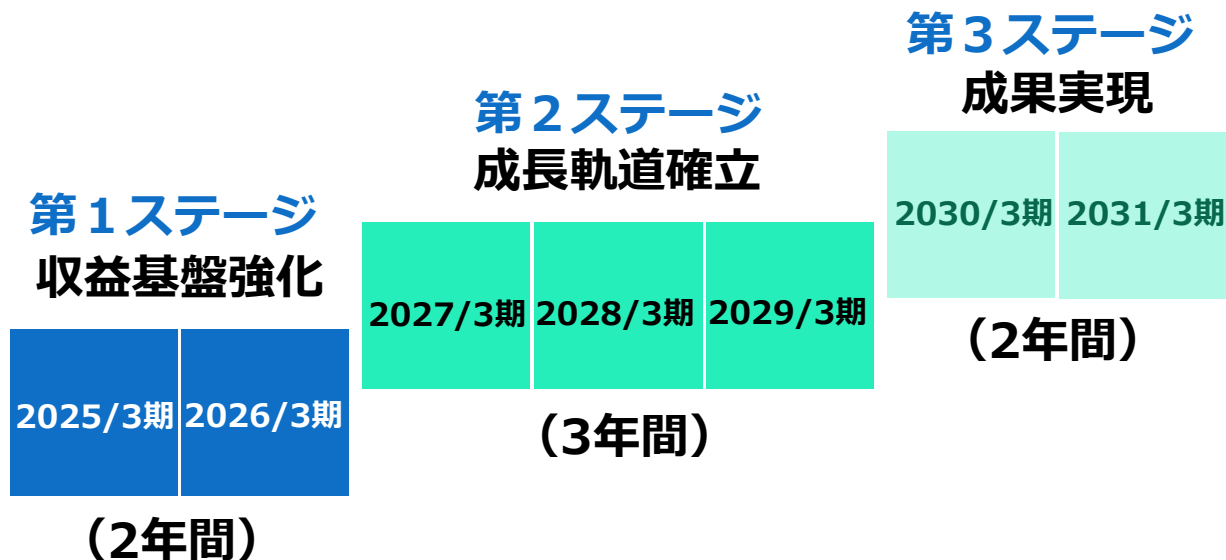 第１ステージ
収益基盤強化
2025/3期 2026/3期
（2年間）
第２ステージ
成長軌道確立
2027/3期 2028/3期 2029/3期
（3年間）
第３ステージ
成果実現
2030/3期 2031/3期
（2年間）